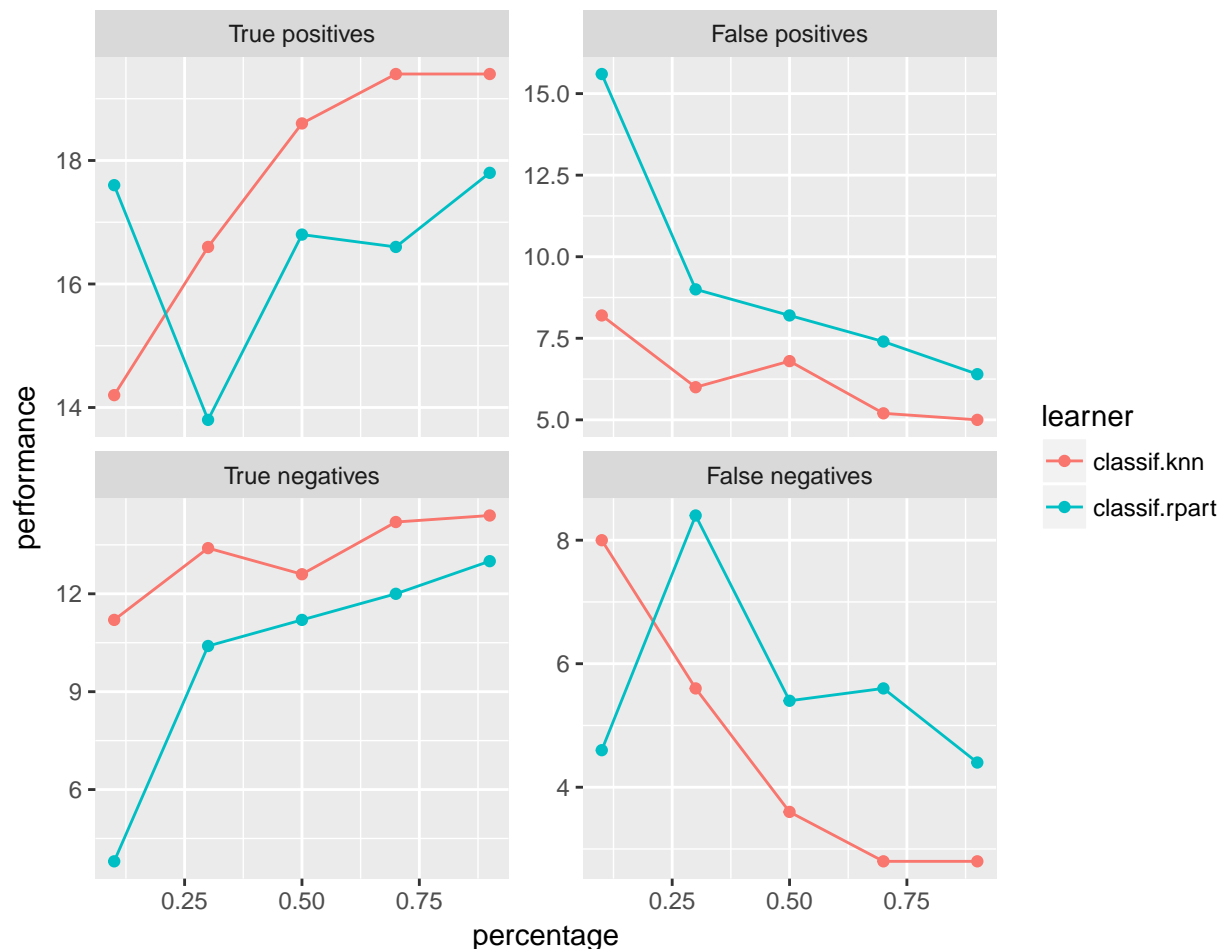 True positives
False positives
18
16
14
15.0
12.5
10.0
7.5
5.0
True negatives
False negatives
12
9
6
8
6
4
0.25 0.50 0.75
0.25 0.50 0.75
performance
percentage
learner
classif.knn
classif.rpart